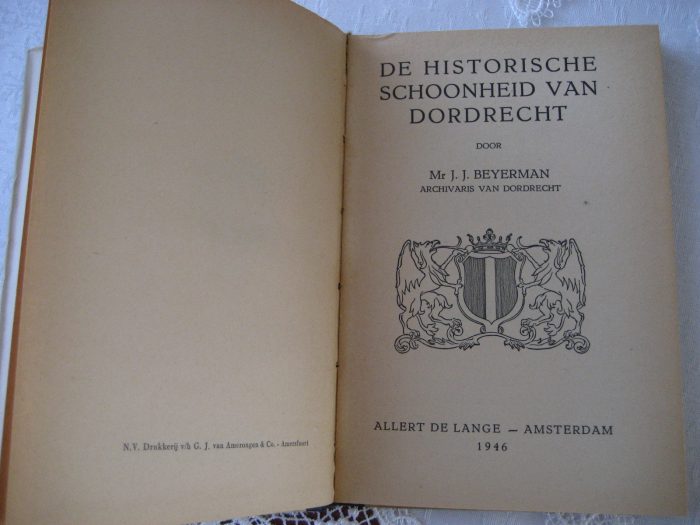 N.V. Drukkerij v/h G. J. van Amerongen & Co. - Amersfoort
DE HISTORISCHE
SCHOONHEID VAN
DORDRECHT
DOOR
Mr J. J. BEYERMAN
ARCHIVARIS VAN DORDRECHT
ALLERT DE LANGE — AMSTERDAM
1946